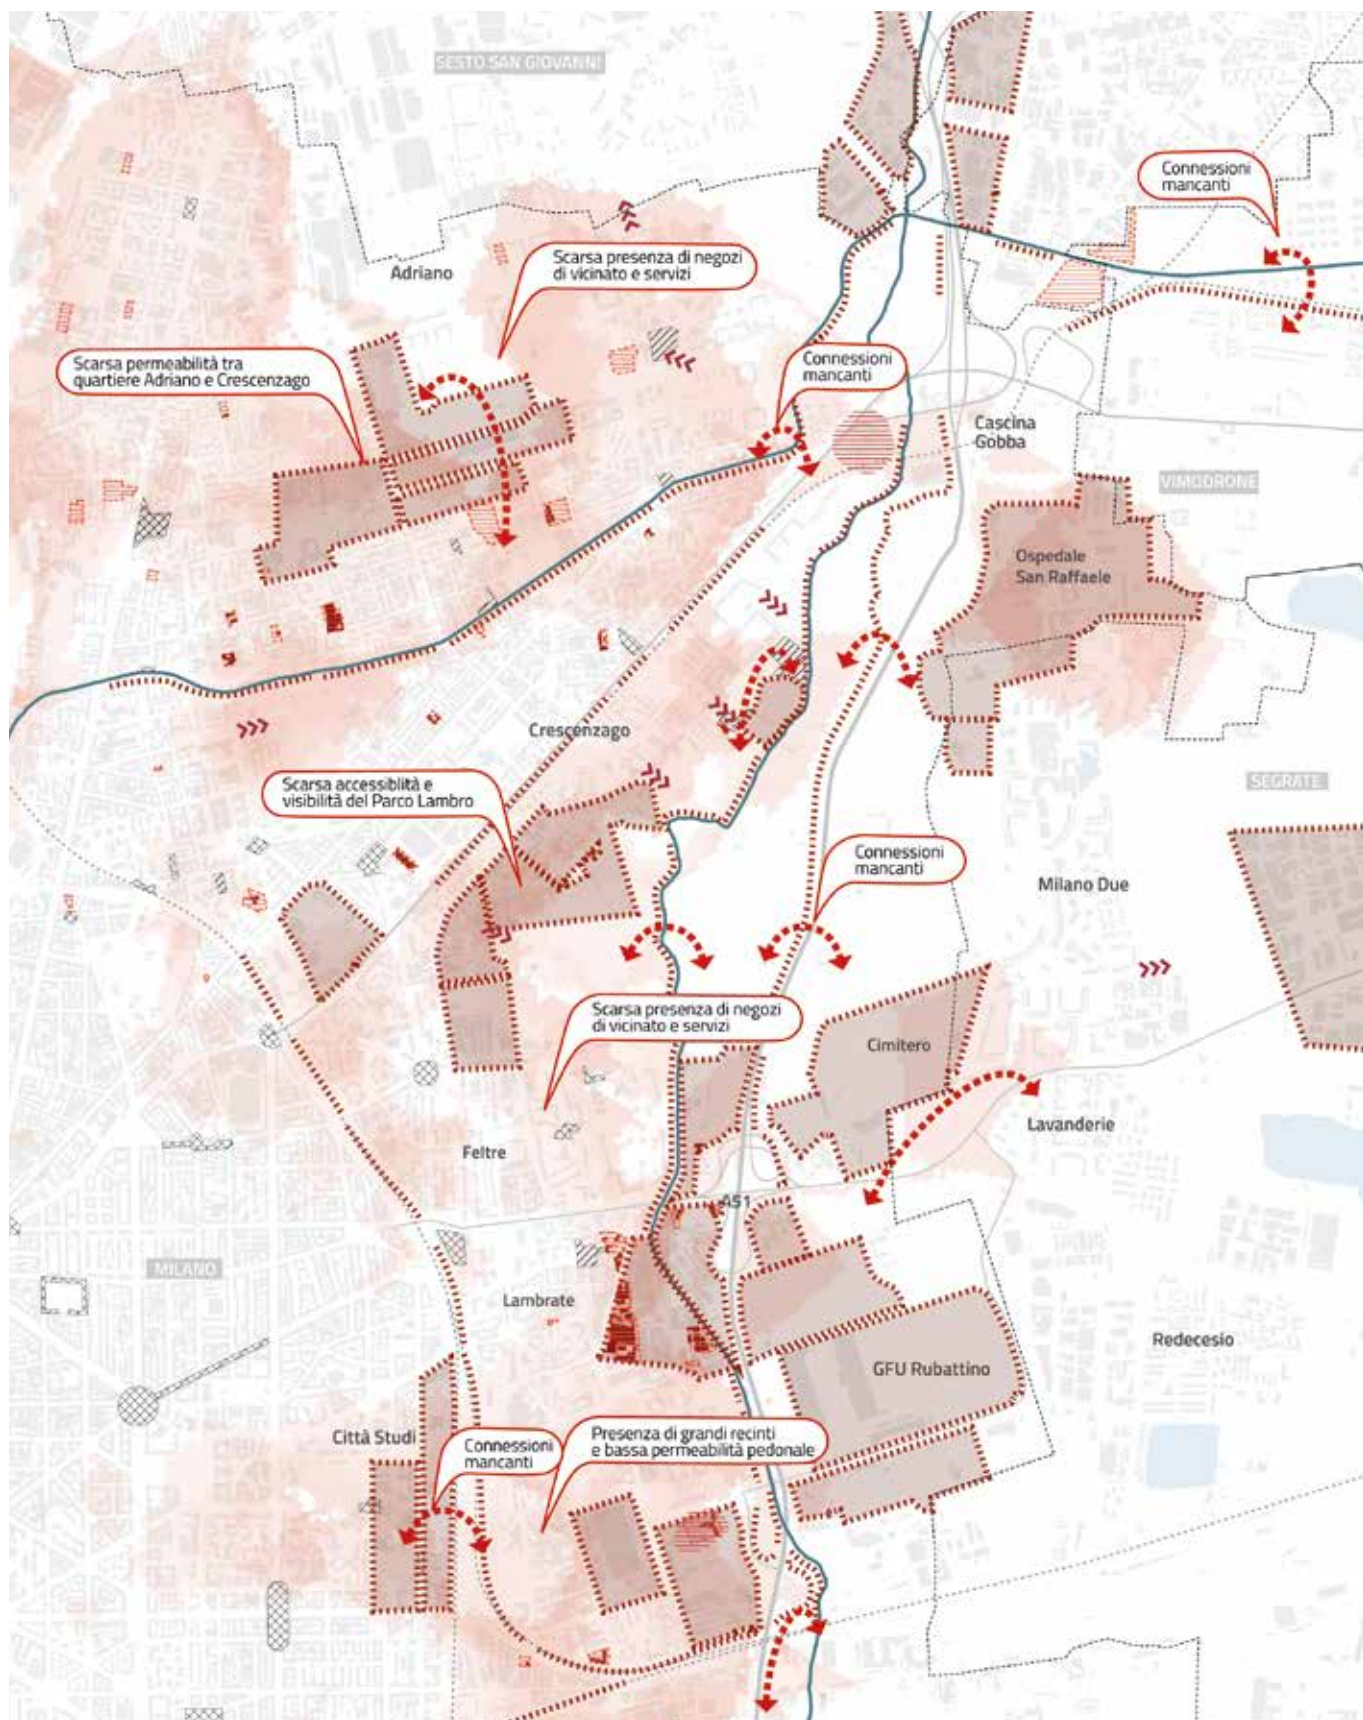 SESTO SAN GIOVANNI
Connessioni
mancanti
Adriano
Scarsa presenza di negozi
di vicinato e servizi
Scarsa permeabilità tra
quartiere Adriano e Crescenzago
Connessioni
mancanti
Cascina
Gobba
VIMODRONE
Ospedale
San Raffaele
Crescenzago
Scarsa accessiblità e
visibilità del Parco Lambro
SEGRATE
Connessioni
mancanti
Milano Due
Scarsa presenza di negozi
di vicinato e servizi
Cimitero
Lavanderie
Feltre
A51
MILANO
Lambrate
Redecesio
GFU Rubattino
Città Studi
Connessioni
mancanti
Presenza di grandi recinti
e bassa permeabilità pedonale